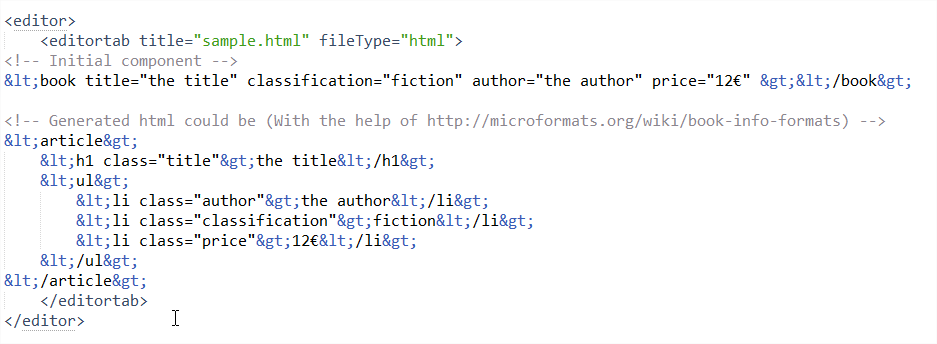 <editor>
    <editortab title="sample.html" fileType="html">
<!-- Initial component -->
&lt;book title="the title" classification="fiction" author="the author" price="12€" &gt;&lt;/book&gt;

<!-- Generated html could be (With the help of http://microformats.org/wiki/book-info-formats) -->
&lt;article&gt;
    &lt;h1 class="title"&gt;the title&lt;/h1&gt;
    &lt;ul&gt;
        &lt;li class="author"&gt;the author&lt;/li&gt;
        &lt;li class="classification"&gt;fiction&lt;/li&gt;
        &lt;li class="price"&gt;12€&lt;/li&gt;
    &lt;/ul&gt;
&lt;/article&gt;
    </editortab>
</editor>